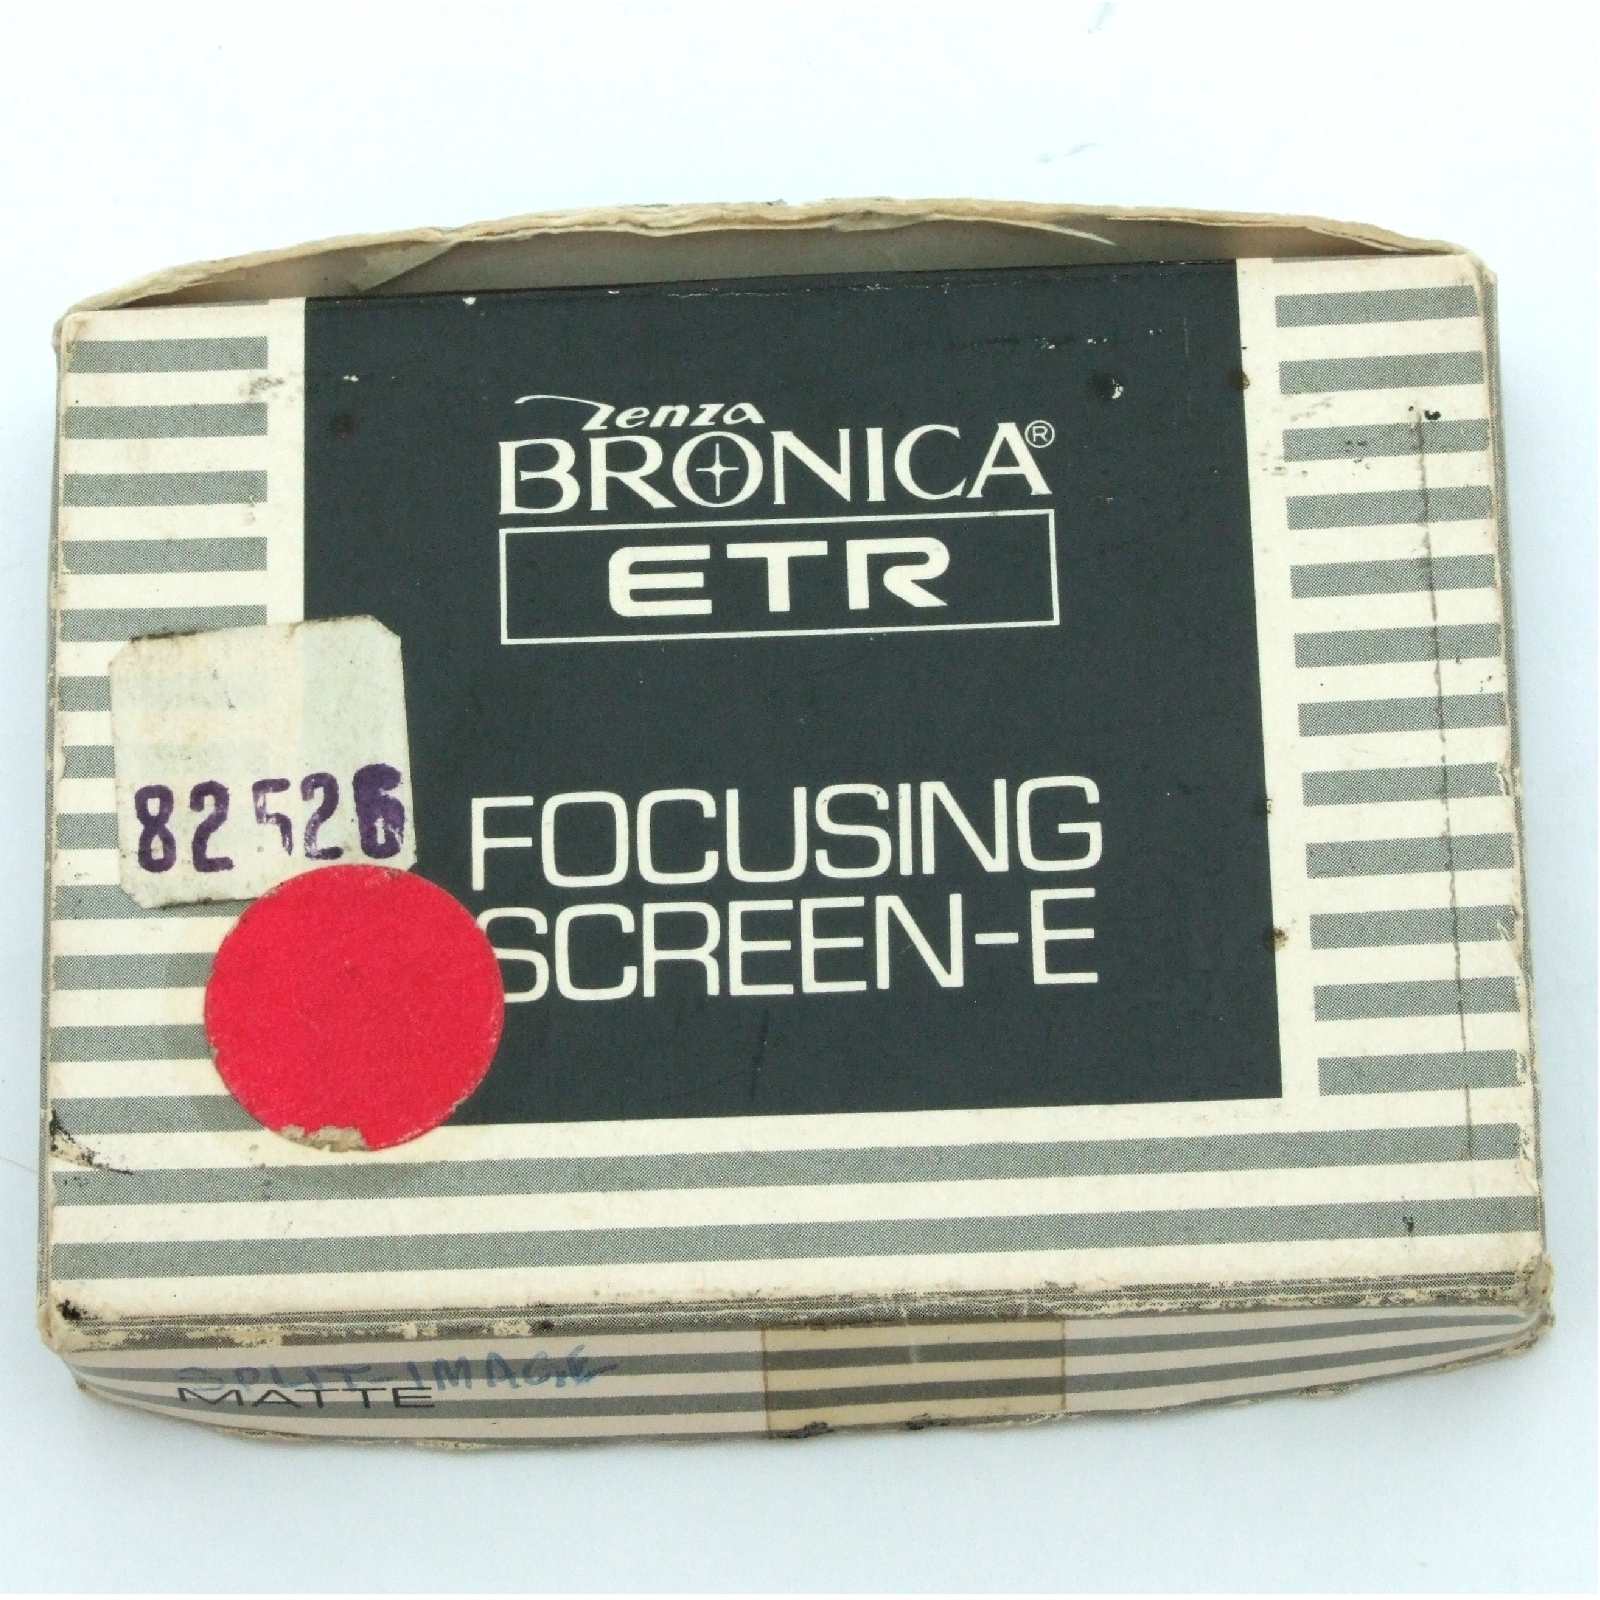 Zenza
BRONICA®
ETR
82526
FOCUSING
SCREEN-E
SPLIT-IMAGE
MATTE